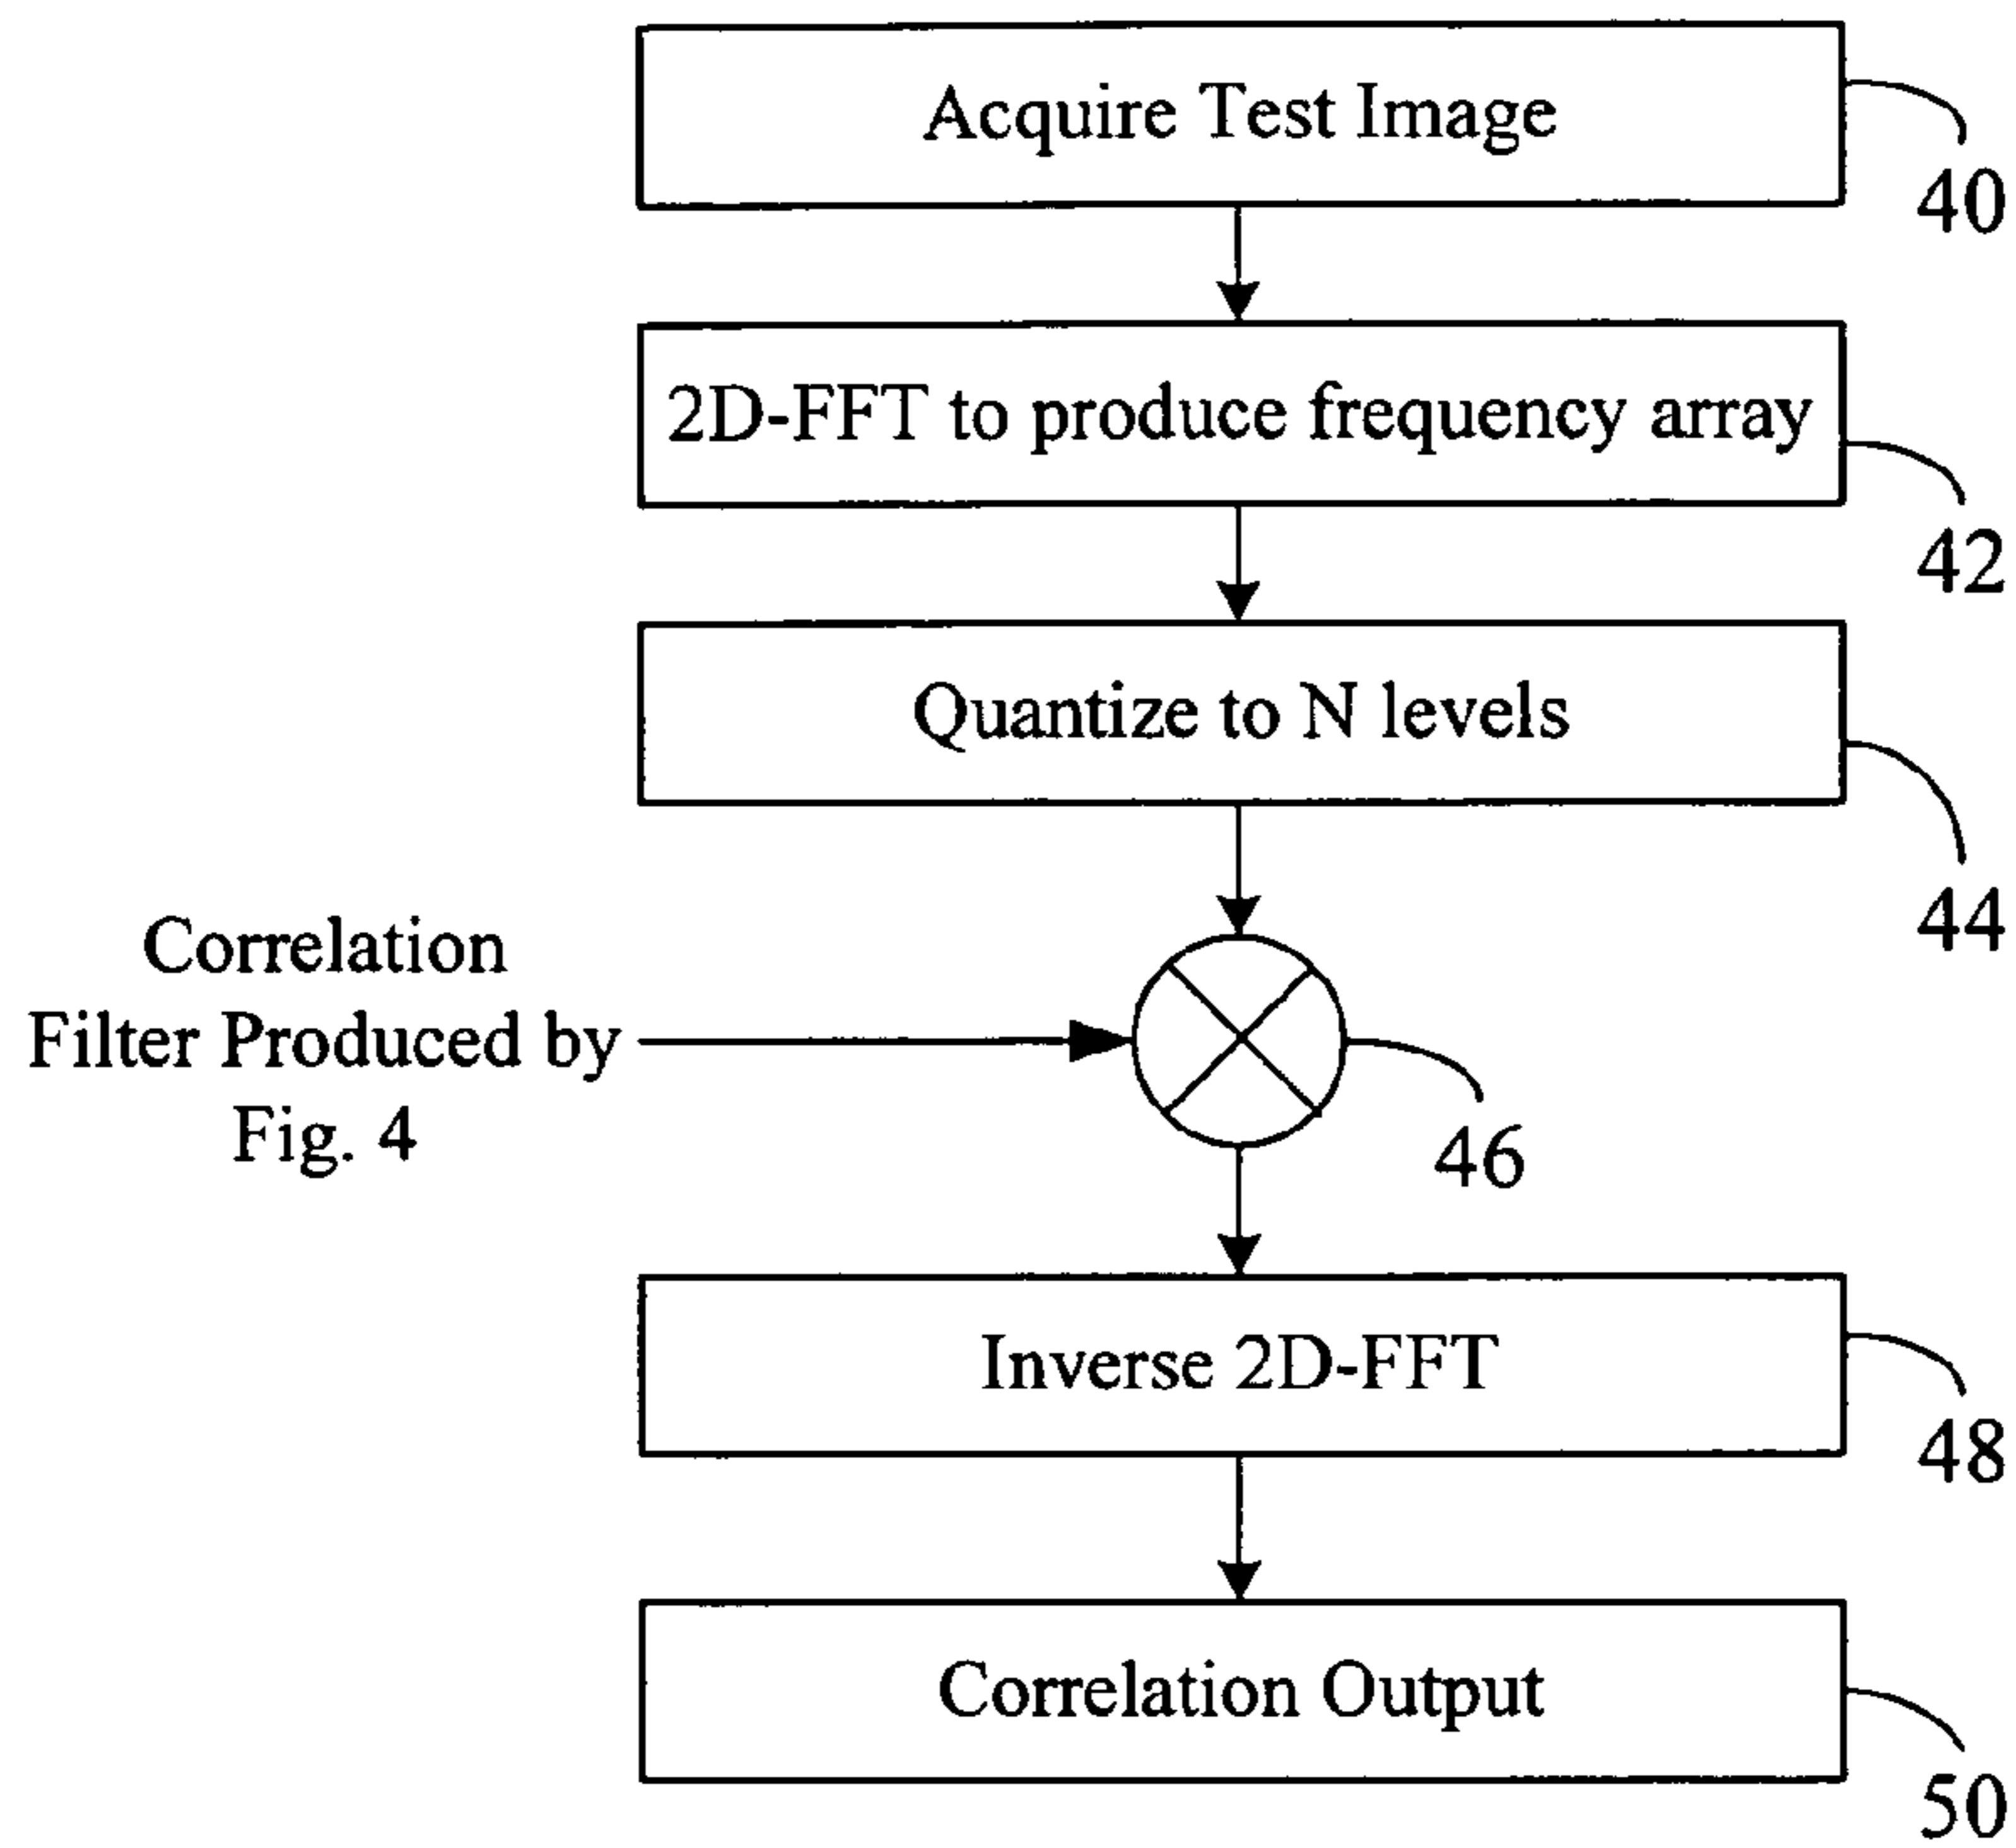 Acquire Test Image
40
2D-FFT to produce frequency array
42
Quantize to N levels
44
Correlation
Filter Produced by
Fig. 4
46
Inverse 2D-FFT
48
Correlation Output
50